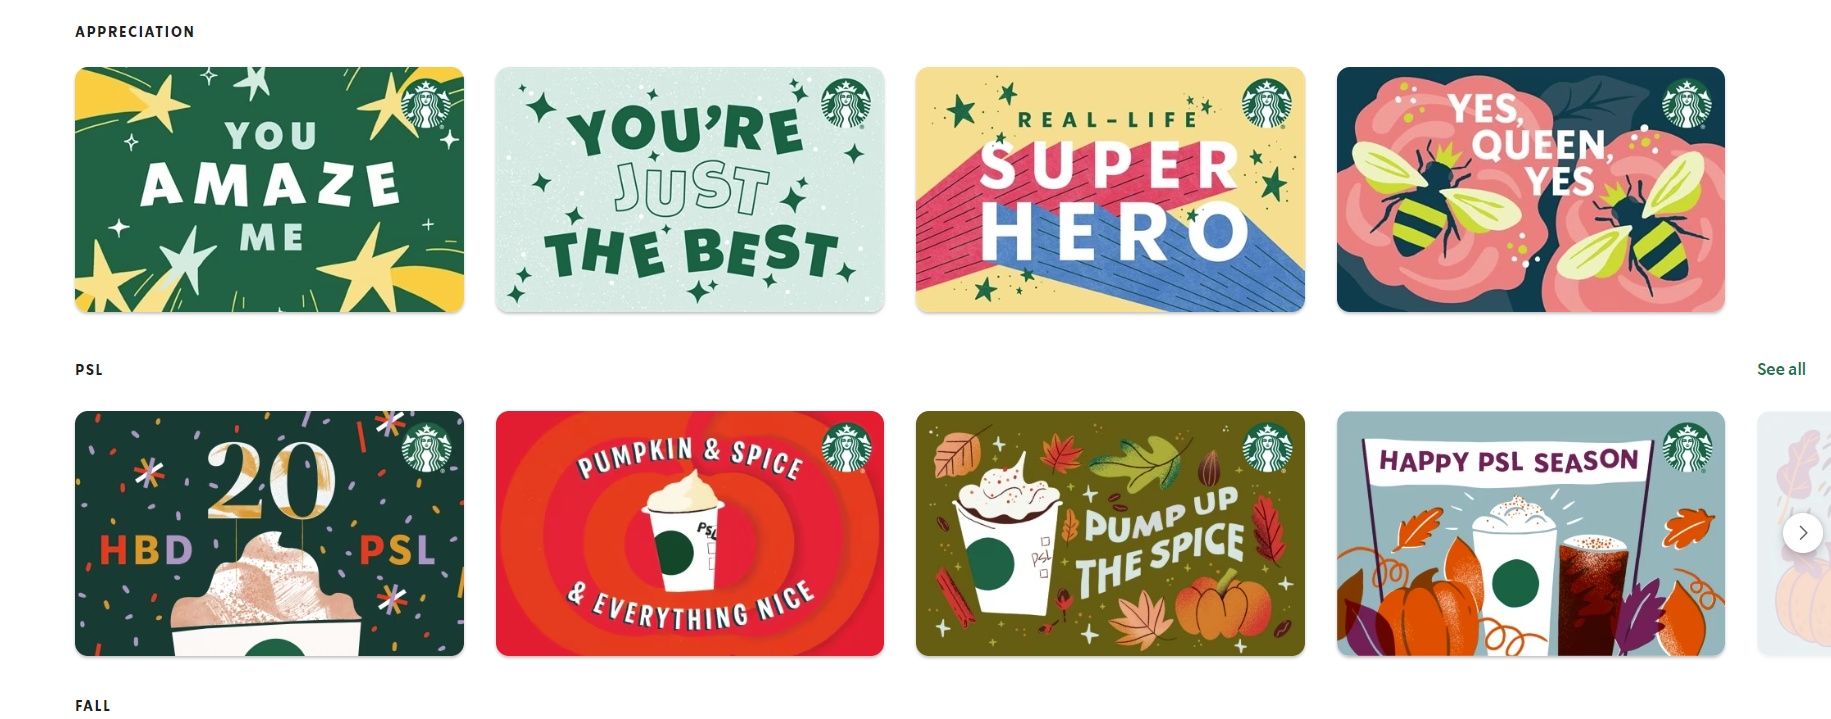 APPRECIATION
YOU
AMAZE
ME
YOU'RE
JUST
THE BEST
REAL-LIFE
SUPER
HERO
YES,
QUEEN,
YES
PSL
See all
20
HBD PSL
PUMPKIN & SPICE
PSL
& EVERYTHING NICE
PSL
PUMP UP
THE SPICE
HAPPY PSL SEASON
FALL